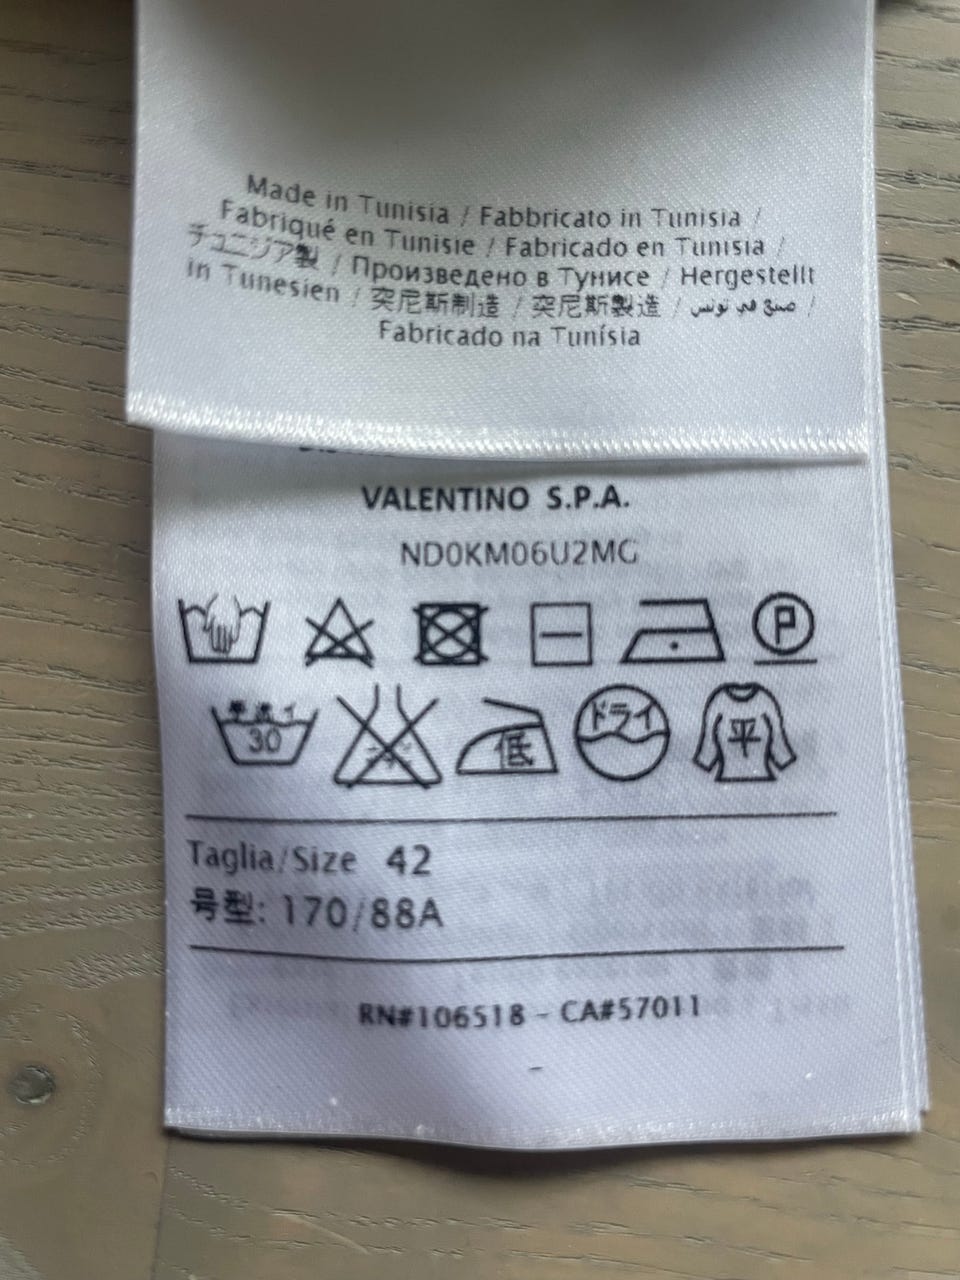 Made in Tunisia / Fabbricato in Tunisia /
Fabriqué en Tunisie / Fabricado en Tunisia /
チュニジア製 / Произведено в Тунисе / Hergestellt
in Tunesien / 突尼斯制造 / 突尼斯製造 / صنع في تونس /
Fabricado na Tunísia
VALENTINO S.P.A.
ND0KM06U2MG
P
30 低 ドライ 平
Taglia/Size 42
号型: 170/88A
RN#106518 - CA#57011
-